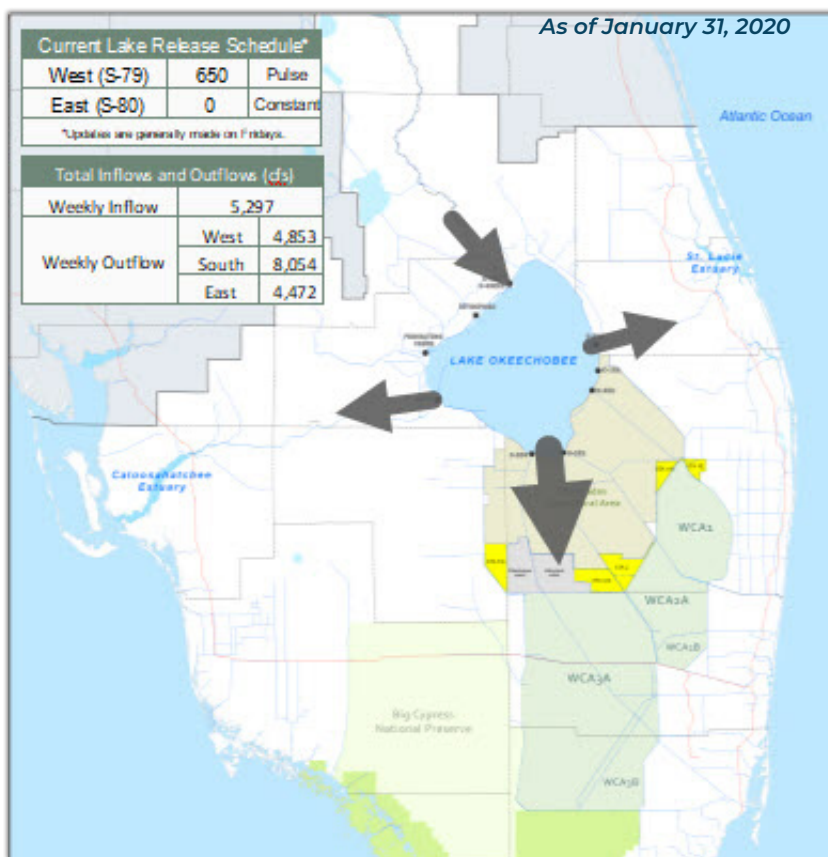 As of January 31, 2020
Current Lake Release Schedule*
West (S-79) 650 Pulse
East (S-80) 0 Constant
*Updates are generally made on Fridays.
Total Inflows and Outflows (cfs)
Weekly Inflow 5,297
Weekly Outflow
West 4,853
South 8,054
East 4,472
Atlantic Ocean
St. Lucie
Estuary
LAKE OKEECHOBEE
Caloosahatchee
Estuary
WCA1
WCA2A
WCA2B
WCA3A
Big Cypress
National Preserve
WCA3B